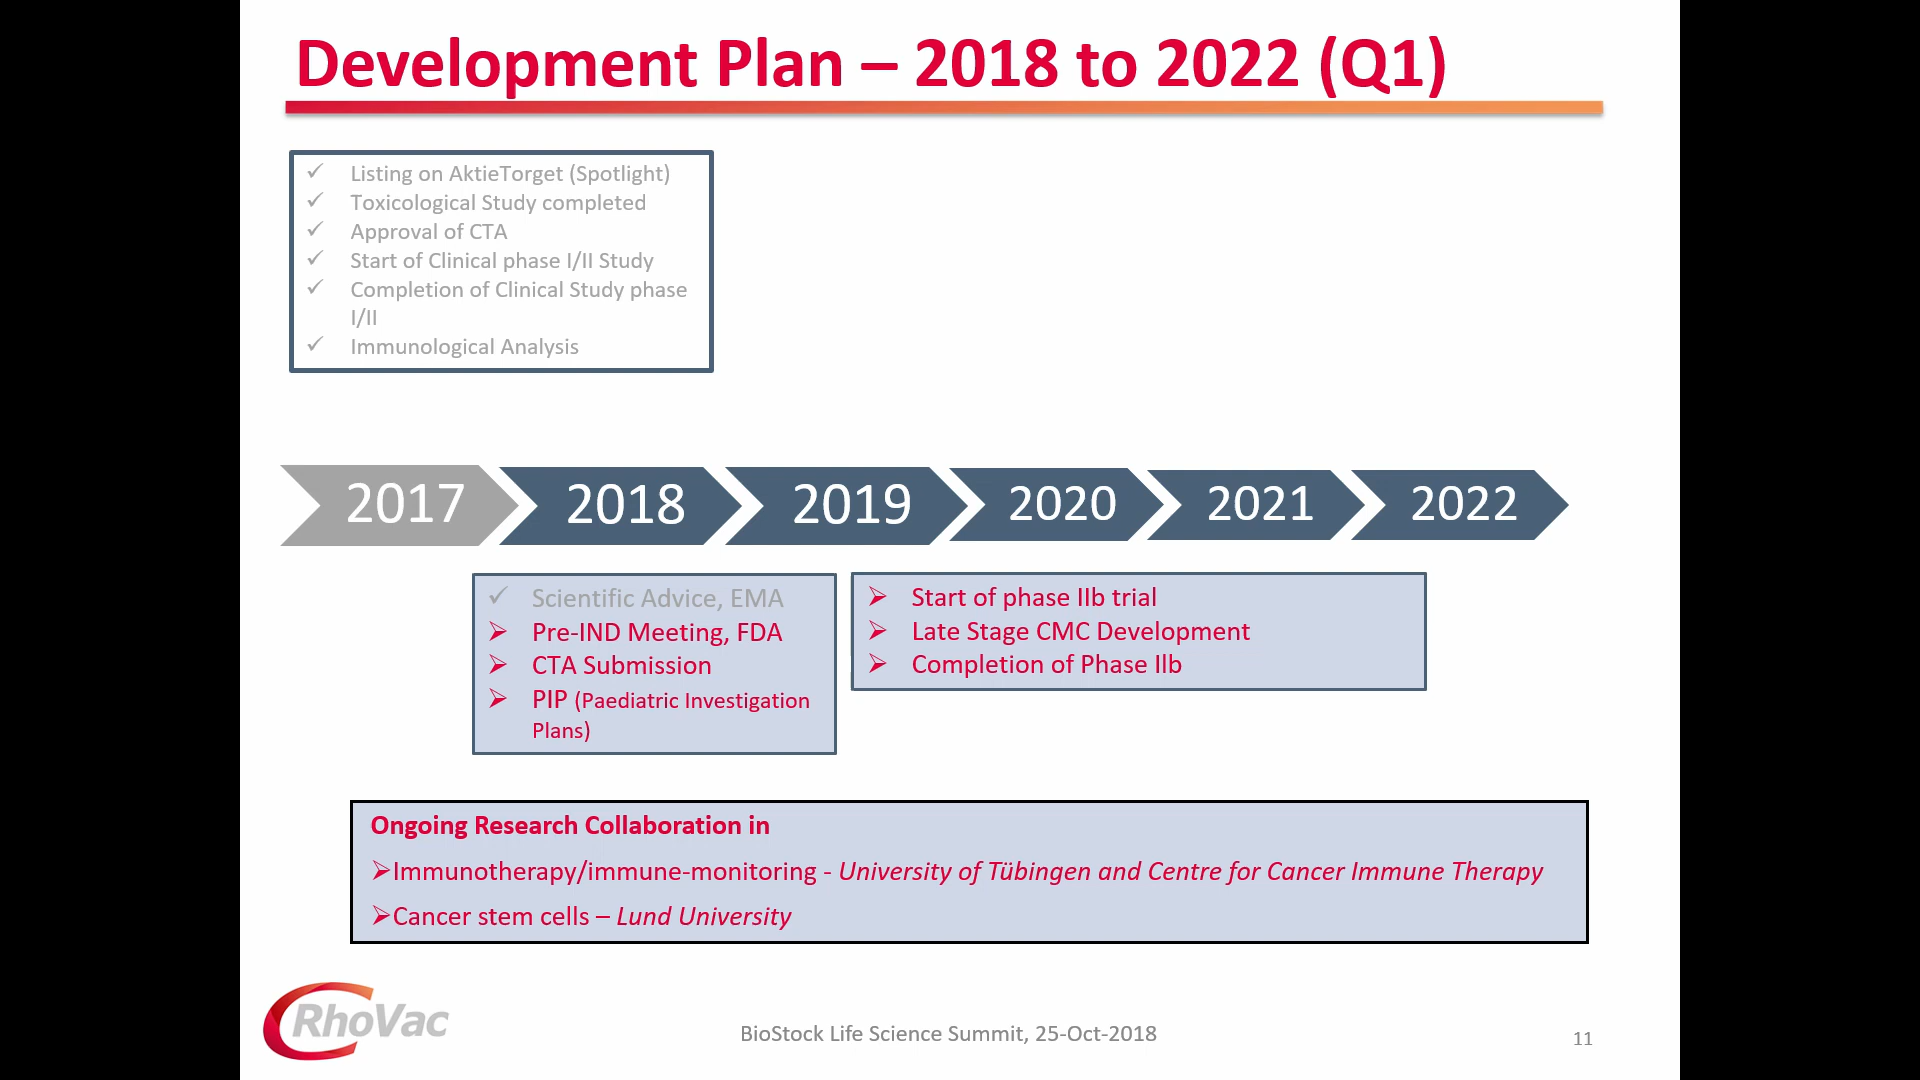 Development Plan – 2018 to 2022 (Q1)
✓ Listing on AktieTorget (Spotlight)
✓ Toxicological Study completed
✓ Approval of CTA
✓ Start of Clinical phase I/II Study
✓ Completion of Clinical Study phase
I/II
✓ Immunological Analysis
2017 2018 2019 2020 2021 2022
✓ Scientific Advice, EMA
➢ Pre-IND Meeting, FDA
➢ CTA Submission
➢ PIP (Paediatric Investigation
Plans)
➢ Start of phase IIb trial
➢ Late Stage CMC Development
➢ Completion of Phase IIb
Ongoing Research Collaboration in
➢Immunotherapy/immune-monitoring - University of Tübingen and Centre for Cancer Immune Therapy
➢Cancer stem cells – Lund University
RhoVac
BioStock Life Science Summit, 25-Oct-2018
11